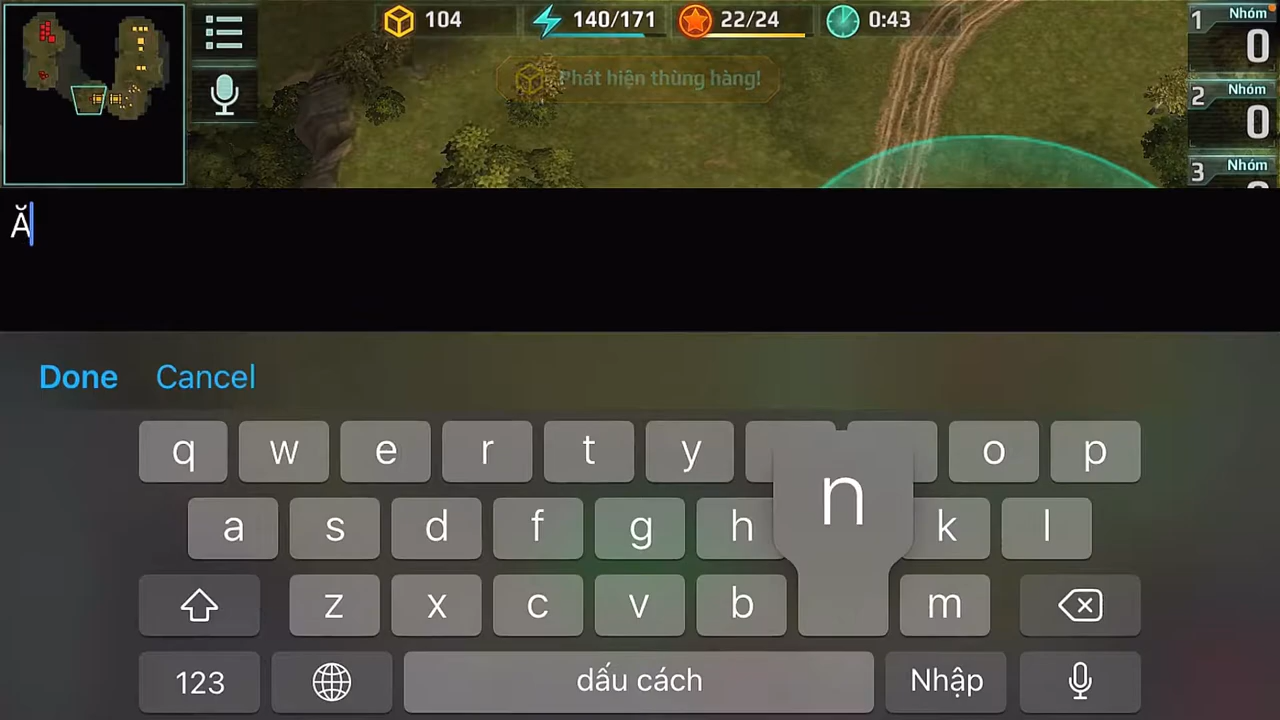 104
140/171
22/24
0:43
Phát hiện thùng hàng!
1 Nhóm
0
2 Nhóm
0
3 Nhóm
Ă
Done Cancel
q w e r t y o p
a s d f g h n k l
z x c v b m
123 dấu cách Nhập